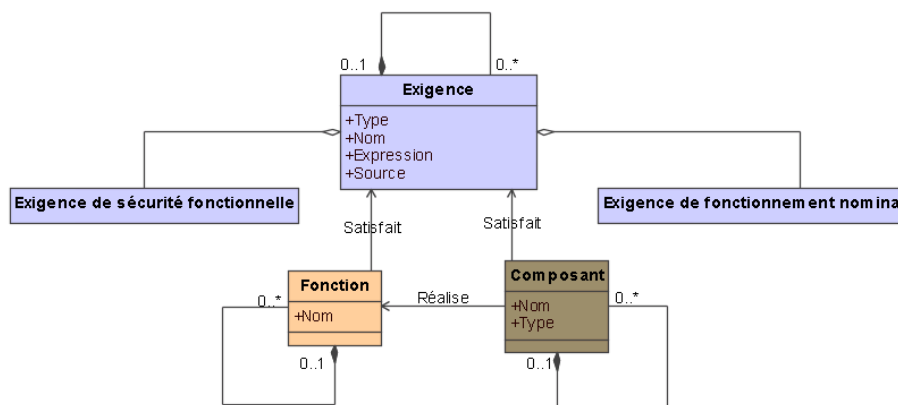 0..1
0..*
Exigence
+Type
+Nom
+Expression
+Source
Exigence de sécurité fonctionnelle
Exigence de fonctionnement nomina
Satisfait
Satisfait
Fonction
+Nom
0..*
0..1
Réalise
Composant
+Nom
+Type
0..*
0..1